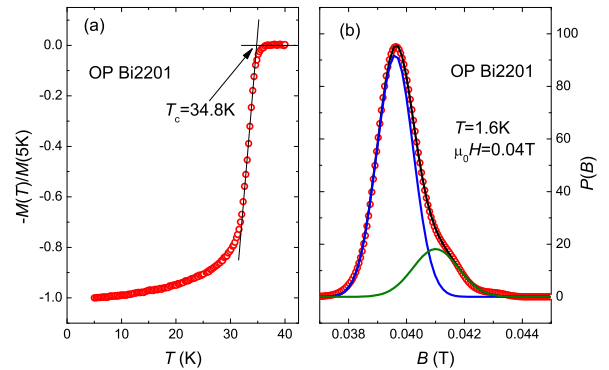 (a)
OP Bi2201
T_c=34.8K
0.0
-0.2
-0.4
-0.6
-0.8
-1.0
-M(T)/M(5K)
0 10 20 30 40
T (K)
(b)
OP Bi2201
T=1.6K
μ₀H=0.04T
100
80
60
40
20
0
P(B)
0.038 0.040 0.042 0.044
B (T)